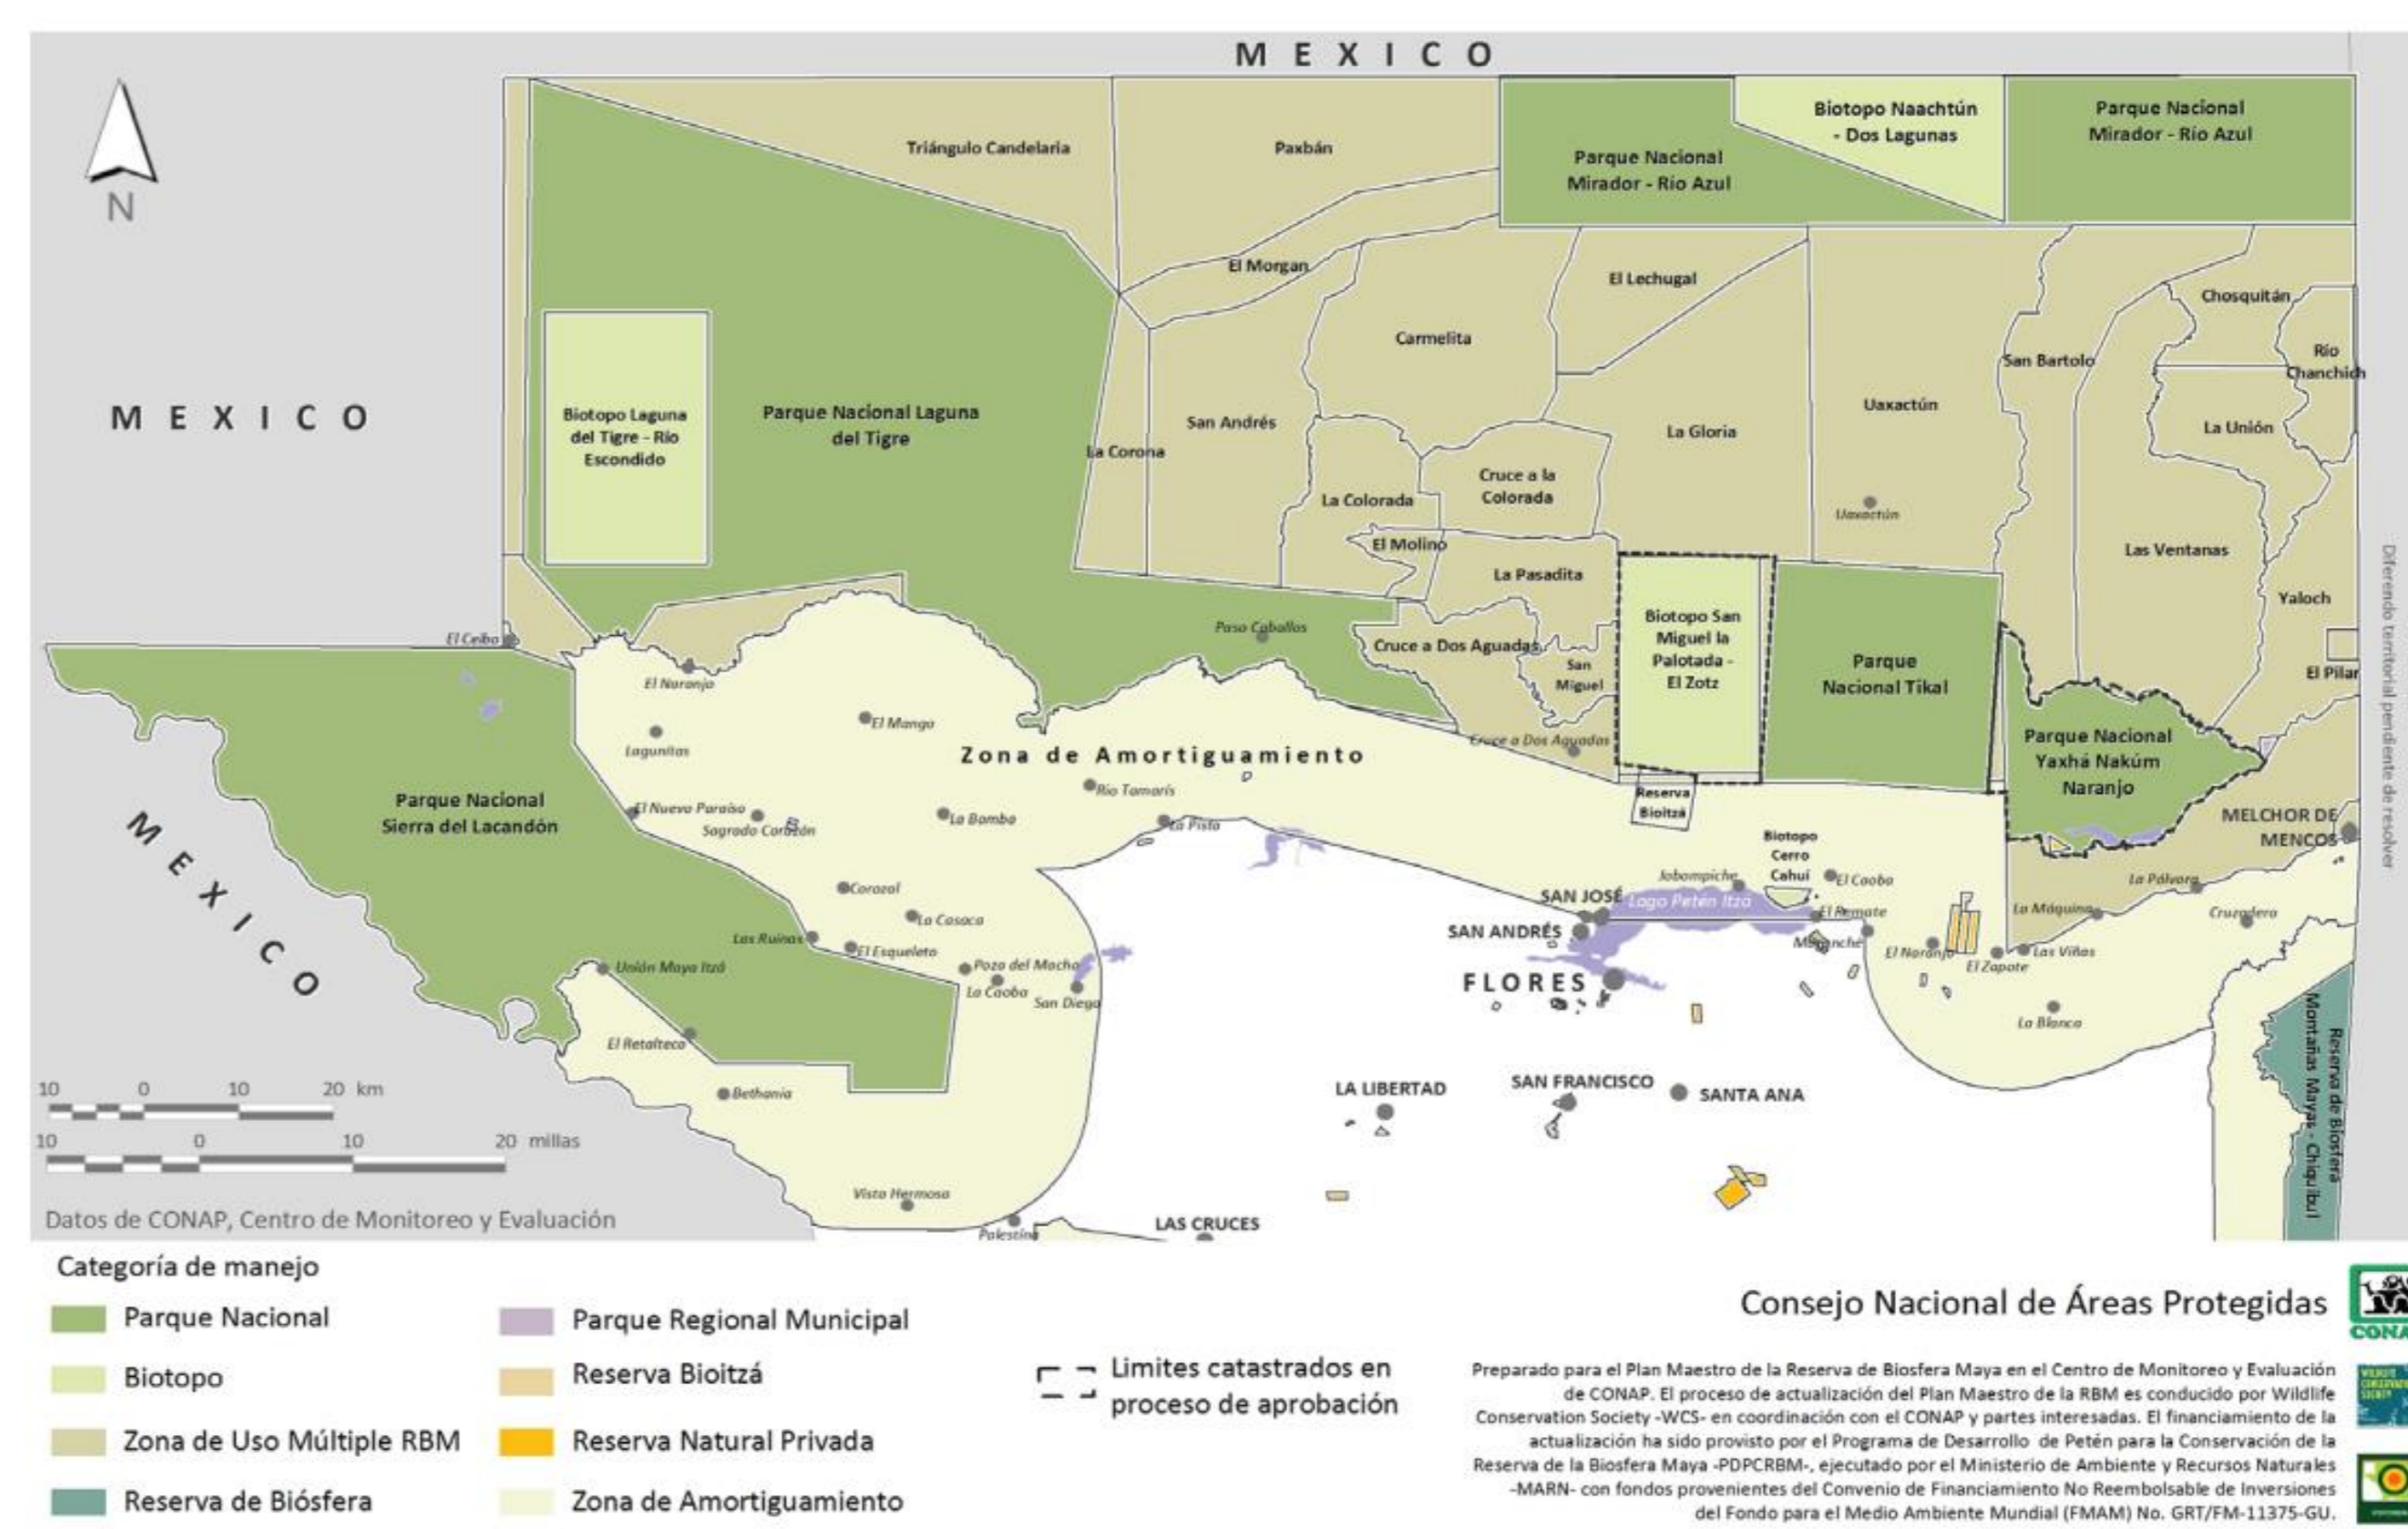 MEXICO
N
Triángulo Candelaria
Paxbán
Parque Nacional
Mirador - Río Azul
Biotopo Naachtún
- Dos Lagunas
Parque Nacional
Mirador - Río Azul
El Morgan
El Lechugal
Chosquitán
Carmelita
San Bartolo
Río
Chanchich
MEXICO
Biotopo Laguna
del Tigre - Río
Escondido
Parque Nacional Laguna
del Tigre
La Corona
San Andrés
La Gloria
Uaxactún
La Unión
La Colorada
Cruce a la
Colorada
Uaxactún
El Molino
La Pasadita
Las Ventanas
Yaloch
Diferendo territorial pendiente de resolver
El Ceibo
Paso Caballos
Cruce a Dos Aguadas
San
Miguel
Biotopo San
Miguel la
Palotada -
El Zotz
Parque
Nacional Tikal
El Pilar
El Naranjo
El Mango
Lagunitas
Zona de Amortiguamiento
Cruce a Dos Aguadas
Parque Nacional
Yaxhá Nakúm
Naranjo
MEXICO
Parque Nacional
Sierra del Lacandón
El Nuevo Paraíso
Sagrado Corazón
La Bomba
Río Tamarís
La Pista
Reserva
Bioitzá
MELCHOR DE
MENCOS
Biotopo
Cerro
Cahuí
Corozal
La Casaca
Jobompiche
El Caoba
La Pólvora
SAN JOSÉ
Lago Petén Itzá
El Remate
La Máquina
Cruzadero
Las Ruinas
El Esqueleto
SAN ANDRÉS
Macanché
El Naranjo
El Zapote
Las Viñas
Unión Maya Itzá
Pozo del Macho
La Caoba
San Diego
FLORES
La Blanca
El Retalteco
Bethania
LA LIBERTAD
SAN FRANCISCO
SANTA ANA
Reserva de Biosfera
Montañas Mayas - Chiquibul
Vista Hermosa
Palestina
LAS CRUCES
10 0 10 20 km
10 0 10 20 millas
Datos de CONAP, Centro de Monitoreo y Evaluación
Categoría de manejo
Parque Nacional
Biotopo
Zona de Uso Múltiple RBM
Reserva de Biósfera
Parque Regional Municipal
Reserva Bioitzá
Reserva Natural Privada
Zona de Amortiguamiento
Limites catastrados en
proceso de aprobación
Consejo Nacional de Áreas Protegidas
CONA
Preparado para el Plan Maestro de la Reserva de Biosfera Maya en el Centro de Monitoreo y Evaluación
de CONAP. El proceso de actualización del Plan Maestro de la RBM es conducido por Wildlife
Conservation Society -WCS- en coordinación con el CONAP y partes interesadas. El financiamiento de la
actualización ha sido provisto por el Programa de Desarrollo de Petén para la Conservación de la
Reserva de la Biosfera Maya -PDPCRBM-, ejecutado por el Ministerio de Ambiente y Recursos Naturales
-MARN- con fondos provenientes del Convenio de Financiamiento No Reembolsable de Inversiones
del Fondo para el Medio Ambiente Mundial (FMAM) No. GRT/FM-11375-GU.